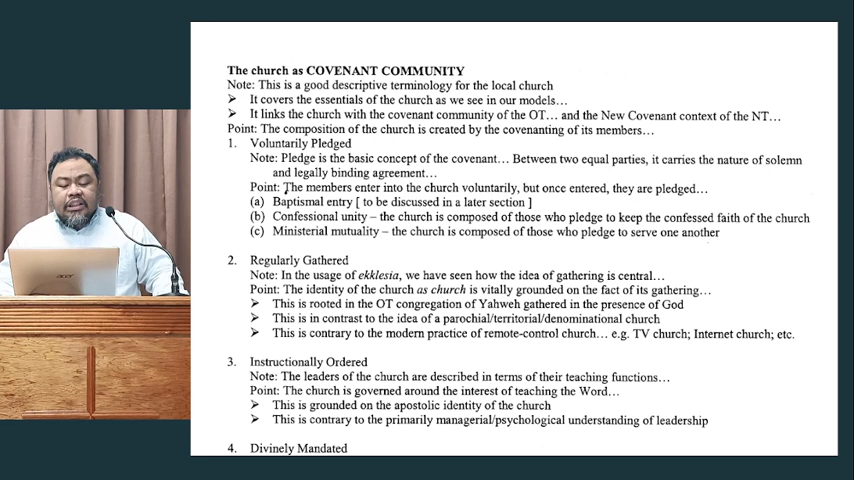 The church as COVENANT COMMUNITY
Note: This is a good descriptive terminology for the local church
➤ It covers the essentials of the church as we see in our models…
➤ It links the church with the covenant community of the OT… and the New Covenant context of the NT…
Point: The composition of the church is created by the covenanting of its members…
1. Voluntarily Pledged
Note: Pledge is the basic concept of the covenant… Between two equal parties, it carries the nature of solemn
and legally binding agreement…
Point: The members enter into the church voluntarily, but once entered, they are pledged…
(a) Baptismal entry [ to be discussed in a later section ]
(b) Confessional unity – the church is composed of those who pledge to keep the confessed faith of the church
(c) Ministerial mutuality – the church is composed of those who pledge to serve one another
2. Regularly Gathered
Note: In the usage of ekklesia, we have seen how the idea of gathering is central…
Point: The identity of the church as church is vitally grounded on the fact of its gathering…
➤ This is rooted in the OT congregation of Yahweh gathered in the presence of God
➤ This is in contrast to the idea of a parochial/territorial/denominational church
➤ This is contrary to the modern practice of remote-control church… e.g. TV church; Internet church; etc.
3. Instructionally Ordered
Note: The leaders of the church are described in terms of their teaching functions…
Point: The church is governed around the interest of teaching the Word…
➤ This is grounded on the apostolic identity of the church
➤ This is contrary to the primarily managerial/psychological understanding of leadership
4. Divinely Mandated
acer